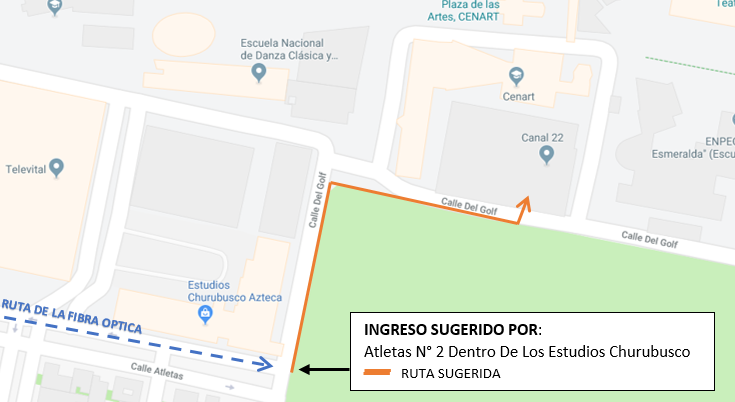 Plaza de las
Artes, CENART
Teat
Escuela Nacional
de Danza Clásica y...
Cenart
Canal 22
ENPEC
Esmeralda" (Escu
Televital
Calle Del Golf
Calle Del Golf
Calle Del Golf
Estudios
Churubusco Azteca
RUTA DE LA FIBRA OPTICA
Calle Atletas
INGRESO SUGERIDO POR:
Atletas N° 2 Dentro De Los Estudios Churubusco
RUTA SUGERIDA